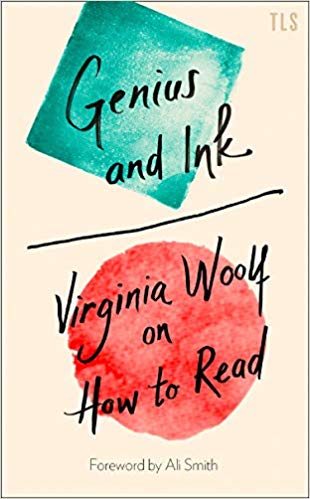 TLS
Genius
and Ink
Virginia Woolf
on
How to Read
Foreword by Ali Smith